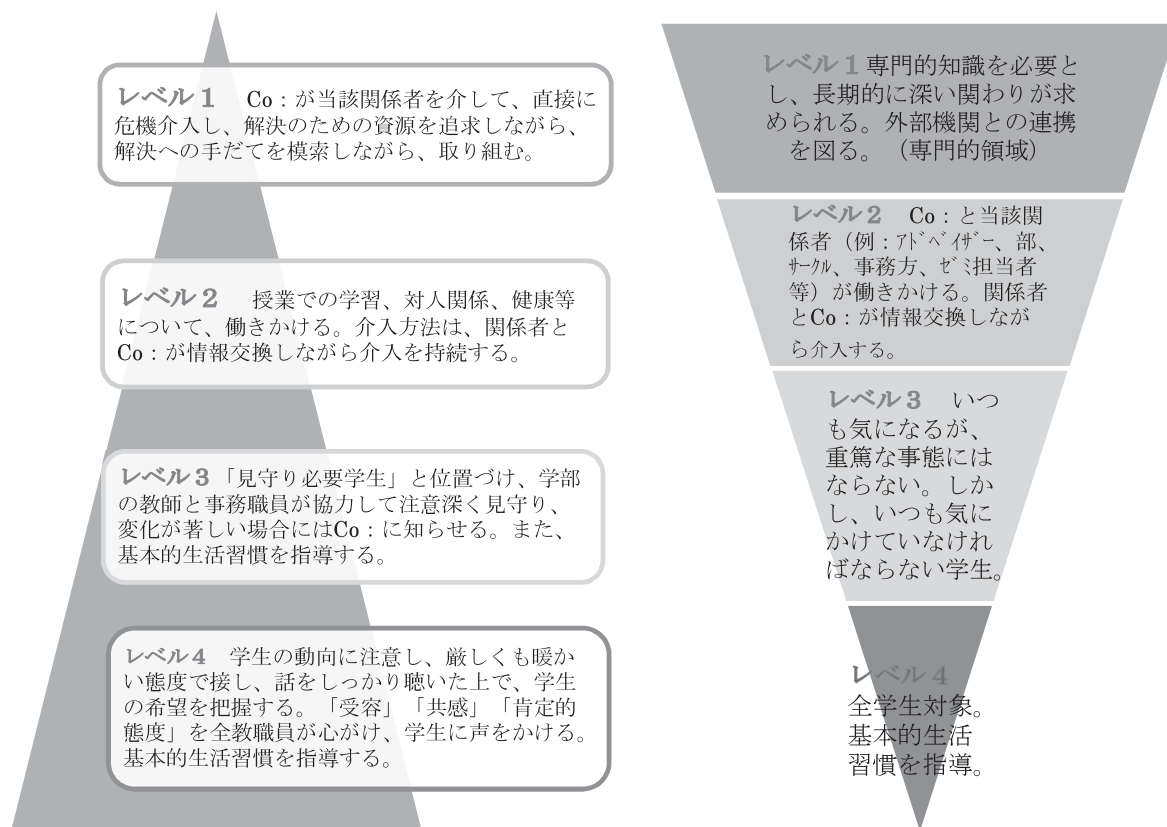 レベル１　Co：が当該関係者を介して、直接に
危機介入し、解決のための資源を追求しながら、
解決への手だてを模索しながら、取り組む。
レベル２　授業での学習、対人関係、健康等
について、働きかける。介入方法は、関係者と
Co：が情報交換しながら介入を持続する。
レベル３「見守り必要学生」と位置づけ、学部
の教師と事務職員が協力して注意深く見守り、
変化が著しい場合にはCo：に知らせる。また、
基本的生活習慣を指導する。
レベル４　学生の動向に注意し、厳しくも暖か
い態度で接し、話をしっかり聴いた上で、学生
の希望を把握する。「受容」「共感」「肯定的
態度」を全教職員が心がけ、学生に声をかける。
基本的生活習慣を指導する。
レベル１専門的知識を必要と
し、長期的に深い関わりが求
められる。外部機関との連携
を図る。（専門的領域）
レベル２　Co：と当該関
係者（例：ｱﾄﾞﾍﾞｲｻﾞｰ、部、
ｻｰｸﾙ、事務方、ｾﾞﾐ担当者
等）が働きかける。関係者
とCo：が情報交換しなが
ら介入する。
レベル３　いつ
も気になるが、
重篤な事態には
ならない。しか
し、いつも気に
かけていなけれ
ばならない学生。
レベル４
全学生対象。
基本的生活
習慣を指導。